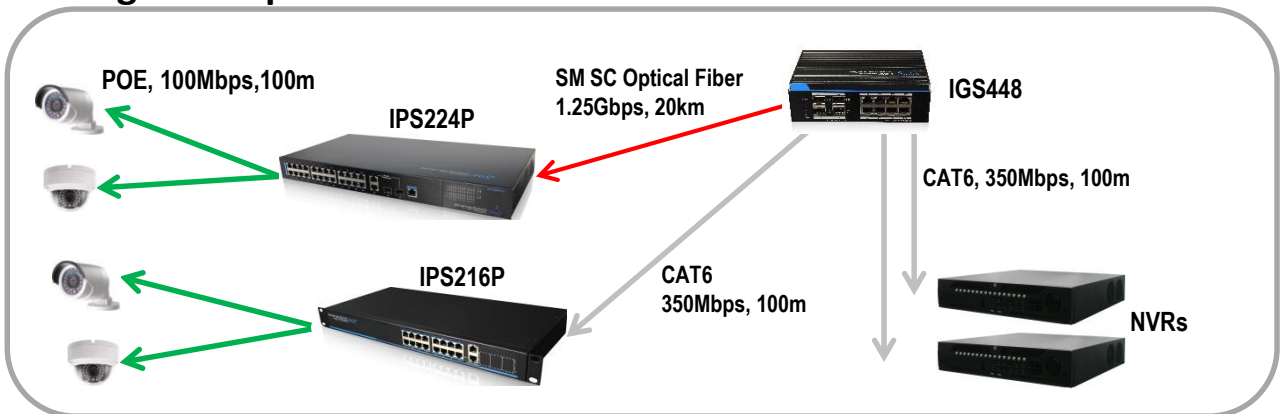 POE, 100Mbps,100m
SM SC Optical Fiber
1.25Gbps, 20km
IGS448
IPS224P
CAT6, 350Mbps, 100m
IPS216P
CAT6
350Mbps, 100m
NVRs